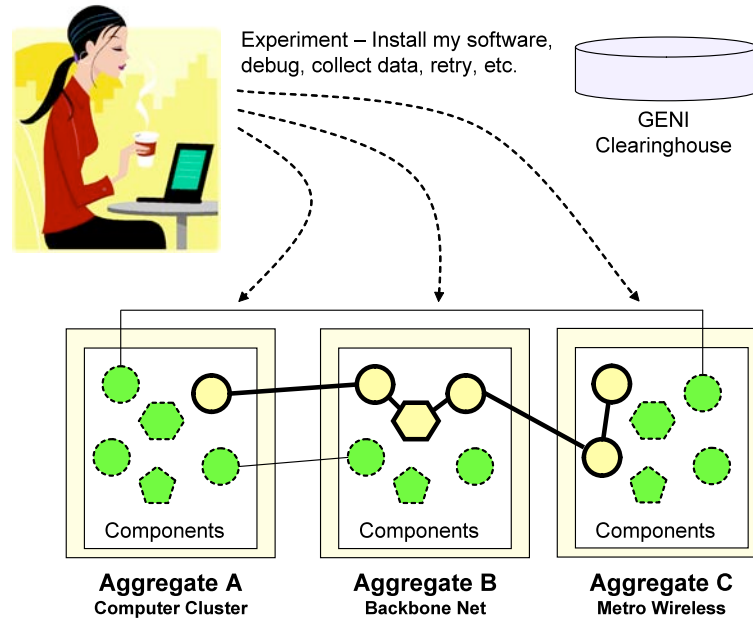 Experiment – Install my software,
debug, collect data, retry, etc.
GENI
Clearinghouse
Components
Components
Components
Aggregate A
Computer Cluster
Aggregate B
Backbone Net
Aggregate C
Metro Wireless